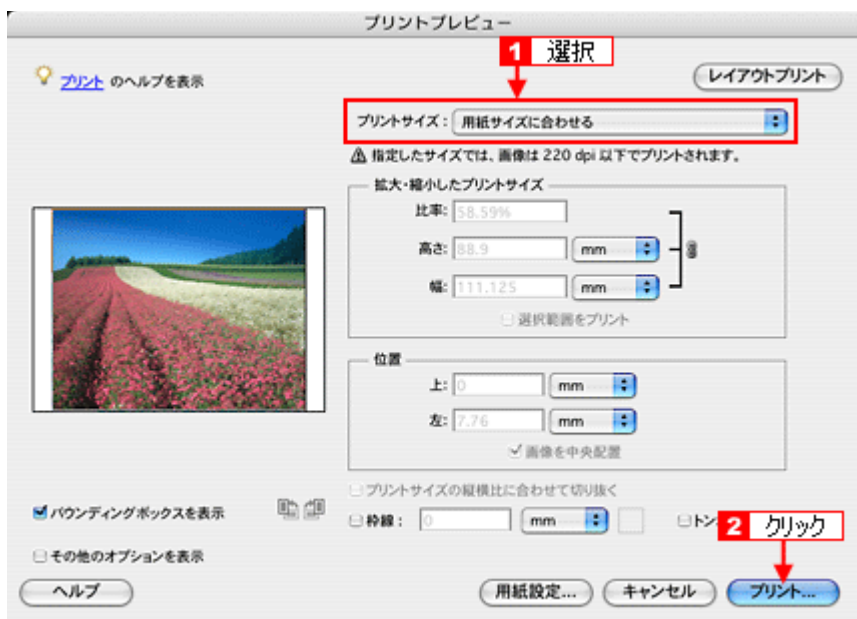 プリントプレビュー
1 選択
プリント のヘルプを表示
レイアウトプリント
プリントサイズ： 用紙サイズに合わせる
指定したサイズでは、画像は 220 dpi 以下でプリントされます。
拡大・縮小したプリントサイズ
比率: 58.59%
高さ: 88.9 mm
幅: 111.125 mm
選択範囲をプリント
位置
上: 0 mm
左: 7.76 mm
画像を中央配置
プリントサイズの縦横比に合わせて切り抜く
バウンディングボックスを表示
枠線： 0 mm
トン
2 クリック
その他のオプションを表示
ヘルプ
用紙設定...
キャンセル
プリント...